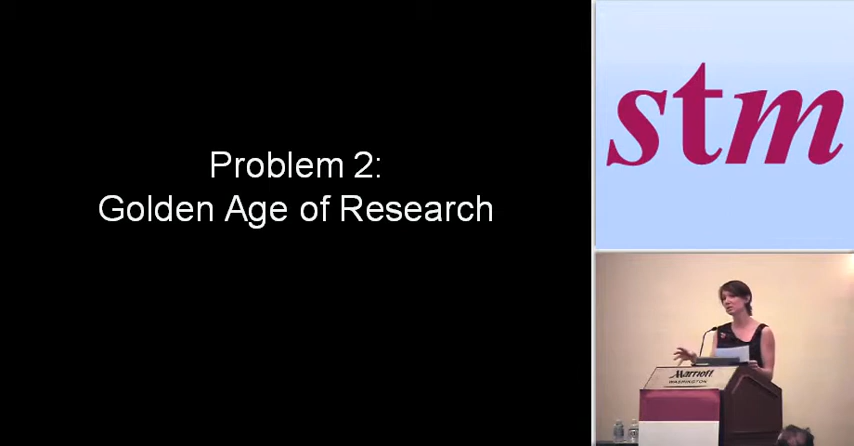 Problem 2:
Golden Age of Research
stm
Marriott
WASHINGTON